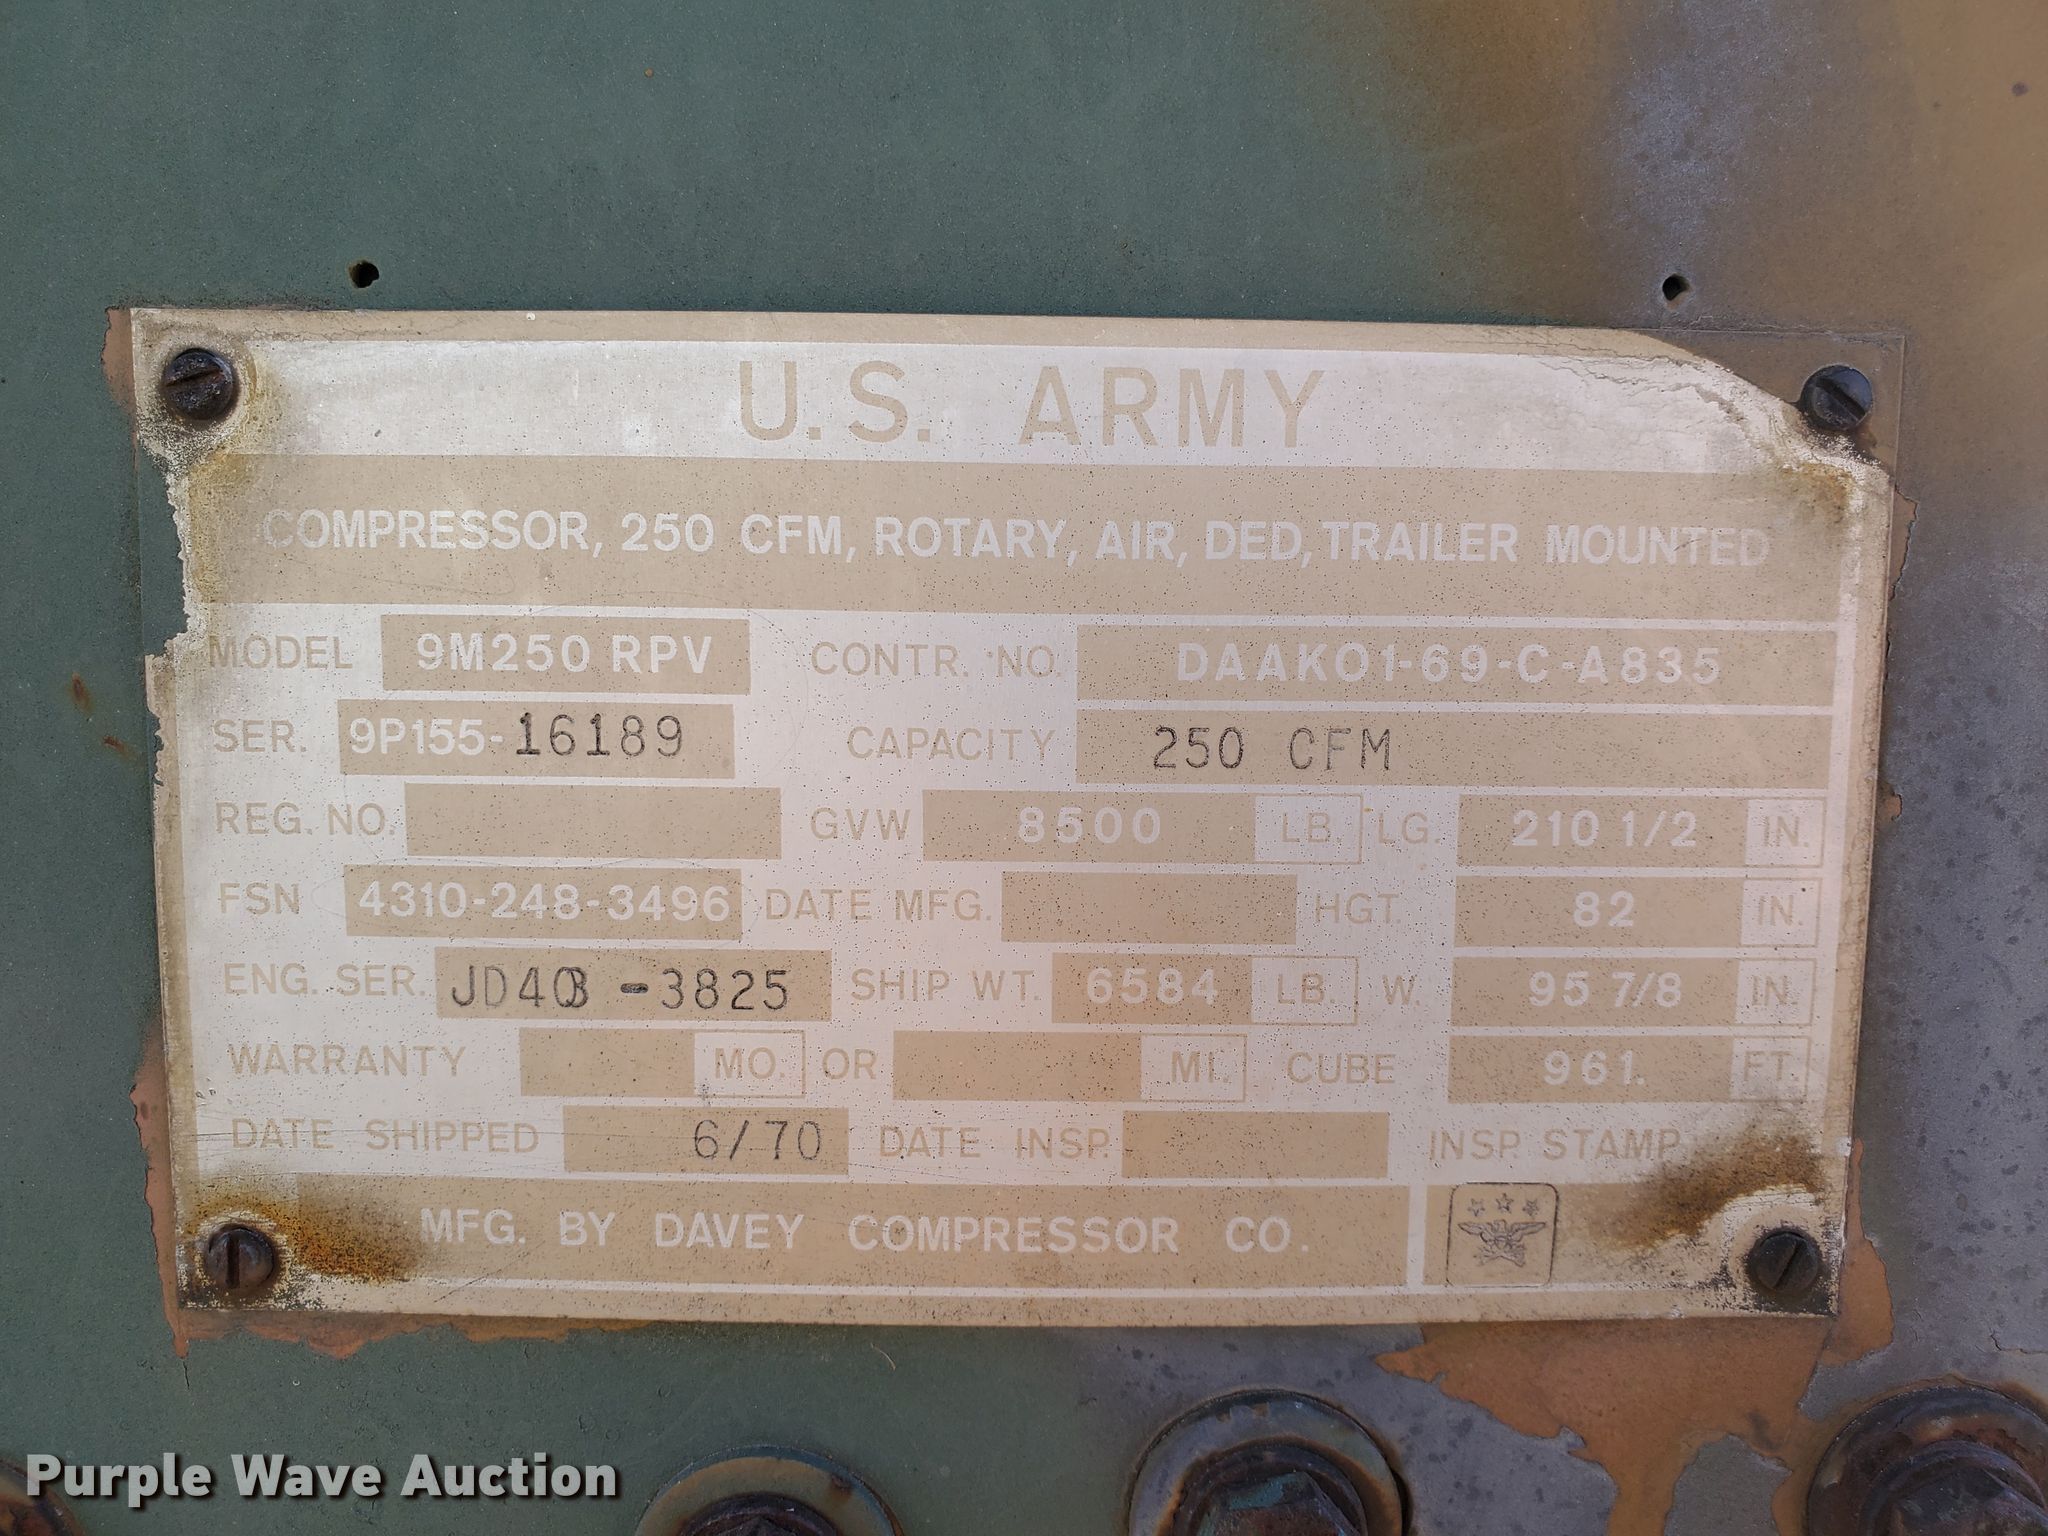 U.S. ARMY
COMPRESSOR, 250 CFM, ROTARY, AIR, DED, TRAILER MOUNTED
MODEL 9M250 RPV CONTR. NO. DAAK01-69-C-A835
SER. 9P155-16189 CAPACITY 250 CFM
REG. NO. GVW 8500 LB. LG. 210 1/2 IN.
FSN 4310-248-3496 DATE MFG. HGT. 82 IN.
ENG. SER. -3825 SHIP WT. 6584 LB. W. 95 7/8 IN.
WARRANTY MO. OR MI. CUBE 961. FT.
DATE SHIPPED 6/70 DATE INSP. INSP. STAMP
MFG. BY DAVEY COMPRESSOR CO.
Purple Wave Auction